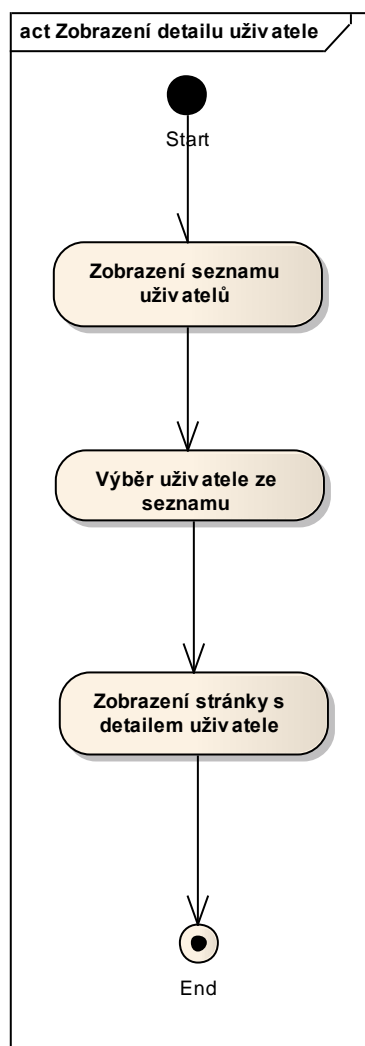 act Zobrazení detailu uživatele
Start
Zobrazení seznamu
uživatelů
Výběr uživatele ze
seznamu
Zobrazení stránky s
detailem uživatele
End